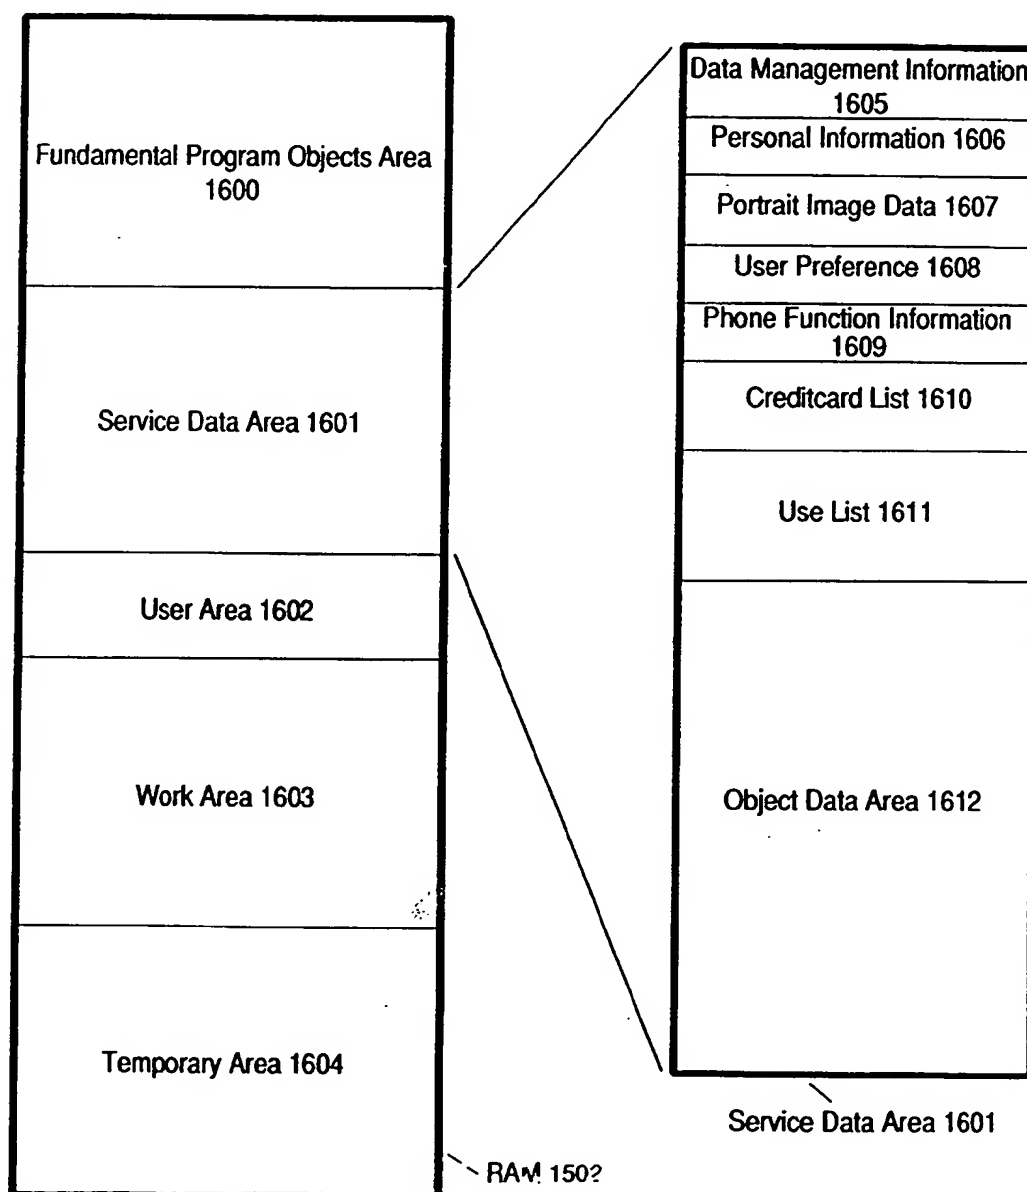 Fundamental Program Objects Area
1600
Service Data Area 1601
User Area 1602
Work Area 1603
Temporary Area 1604
RAM 150?
Data Management Information
1605
Personal Information 1606
Portrait Image Data 1607
User Preference 1608
Phone Function Information
1609
Creditcard List 1610
Use List 1611
Object Data Area 1612
Service Data Area 1601